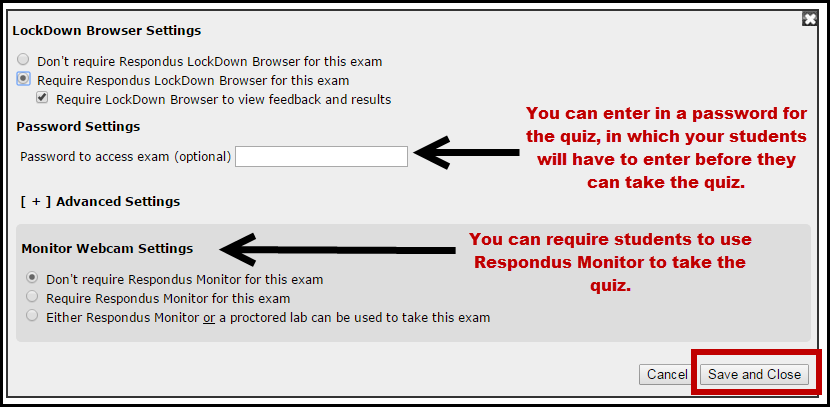 LockDown Browser Settings
Don't require Respondus LockDown Browser for this exam
Require Respondus LockDown Browser for this exam
Require LockDown Browser to view feedback and results
You can enter in a password for
the quiz, in which your students
will have to enter before they
can take the quiz.
Password Settings
Password to access exam (optional)
[ + ] Advanced Settings
Monitor Webcam Settings
You can require students to use
Respondus Monitor to take the
quiz.
Don't require Respondus Monitor for this exam
Require Respondus Monitor for this exam
Either Respondus Monitor or a proctored lab can be used to take this exam
Cancel
Save and Close